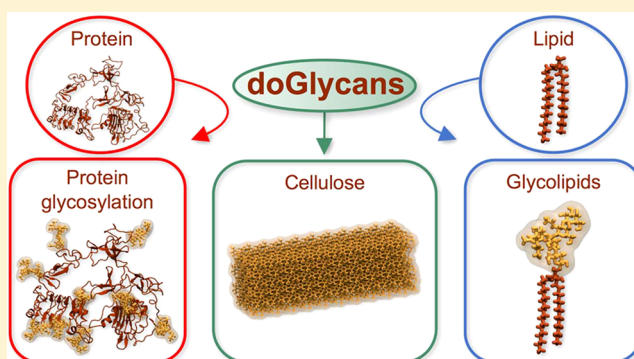 Protein
doGlycans
Lipid
Protein
glycosylation
Cellulose
Glycolipids